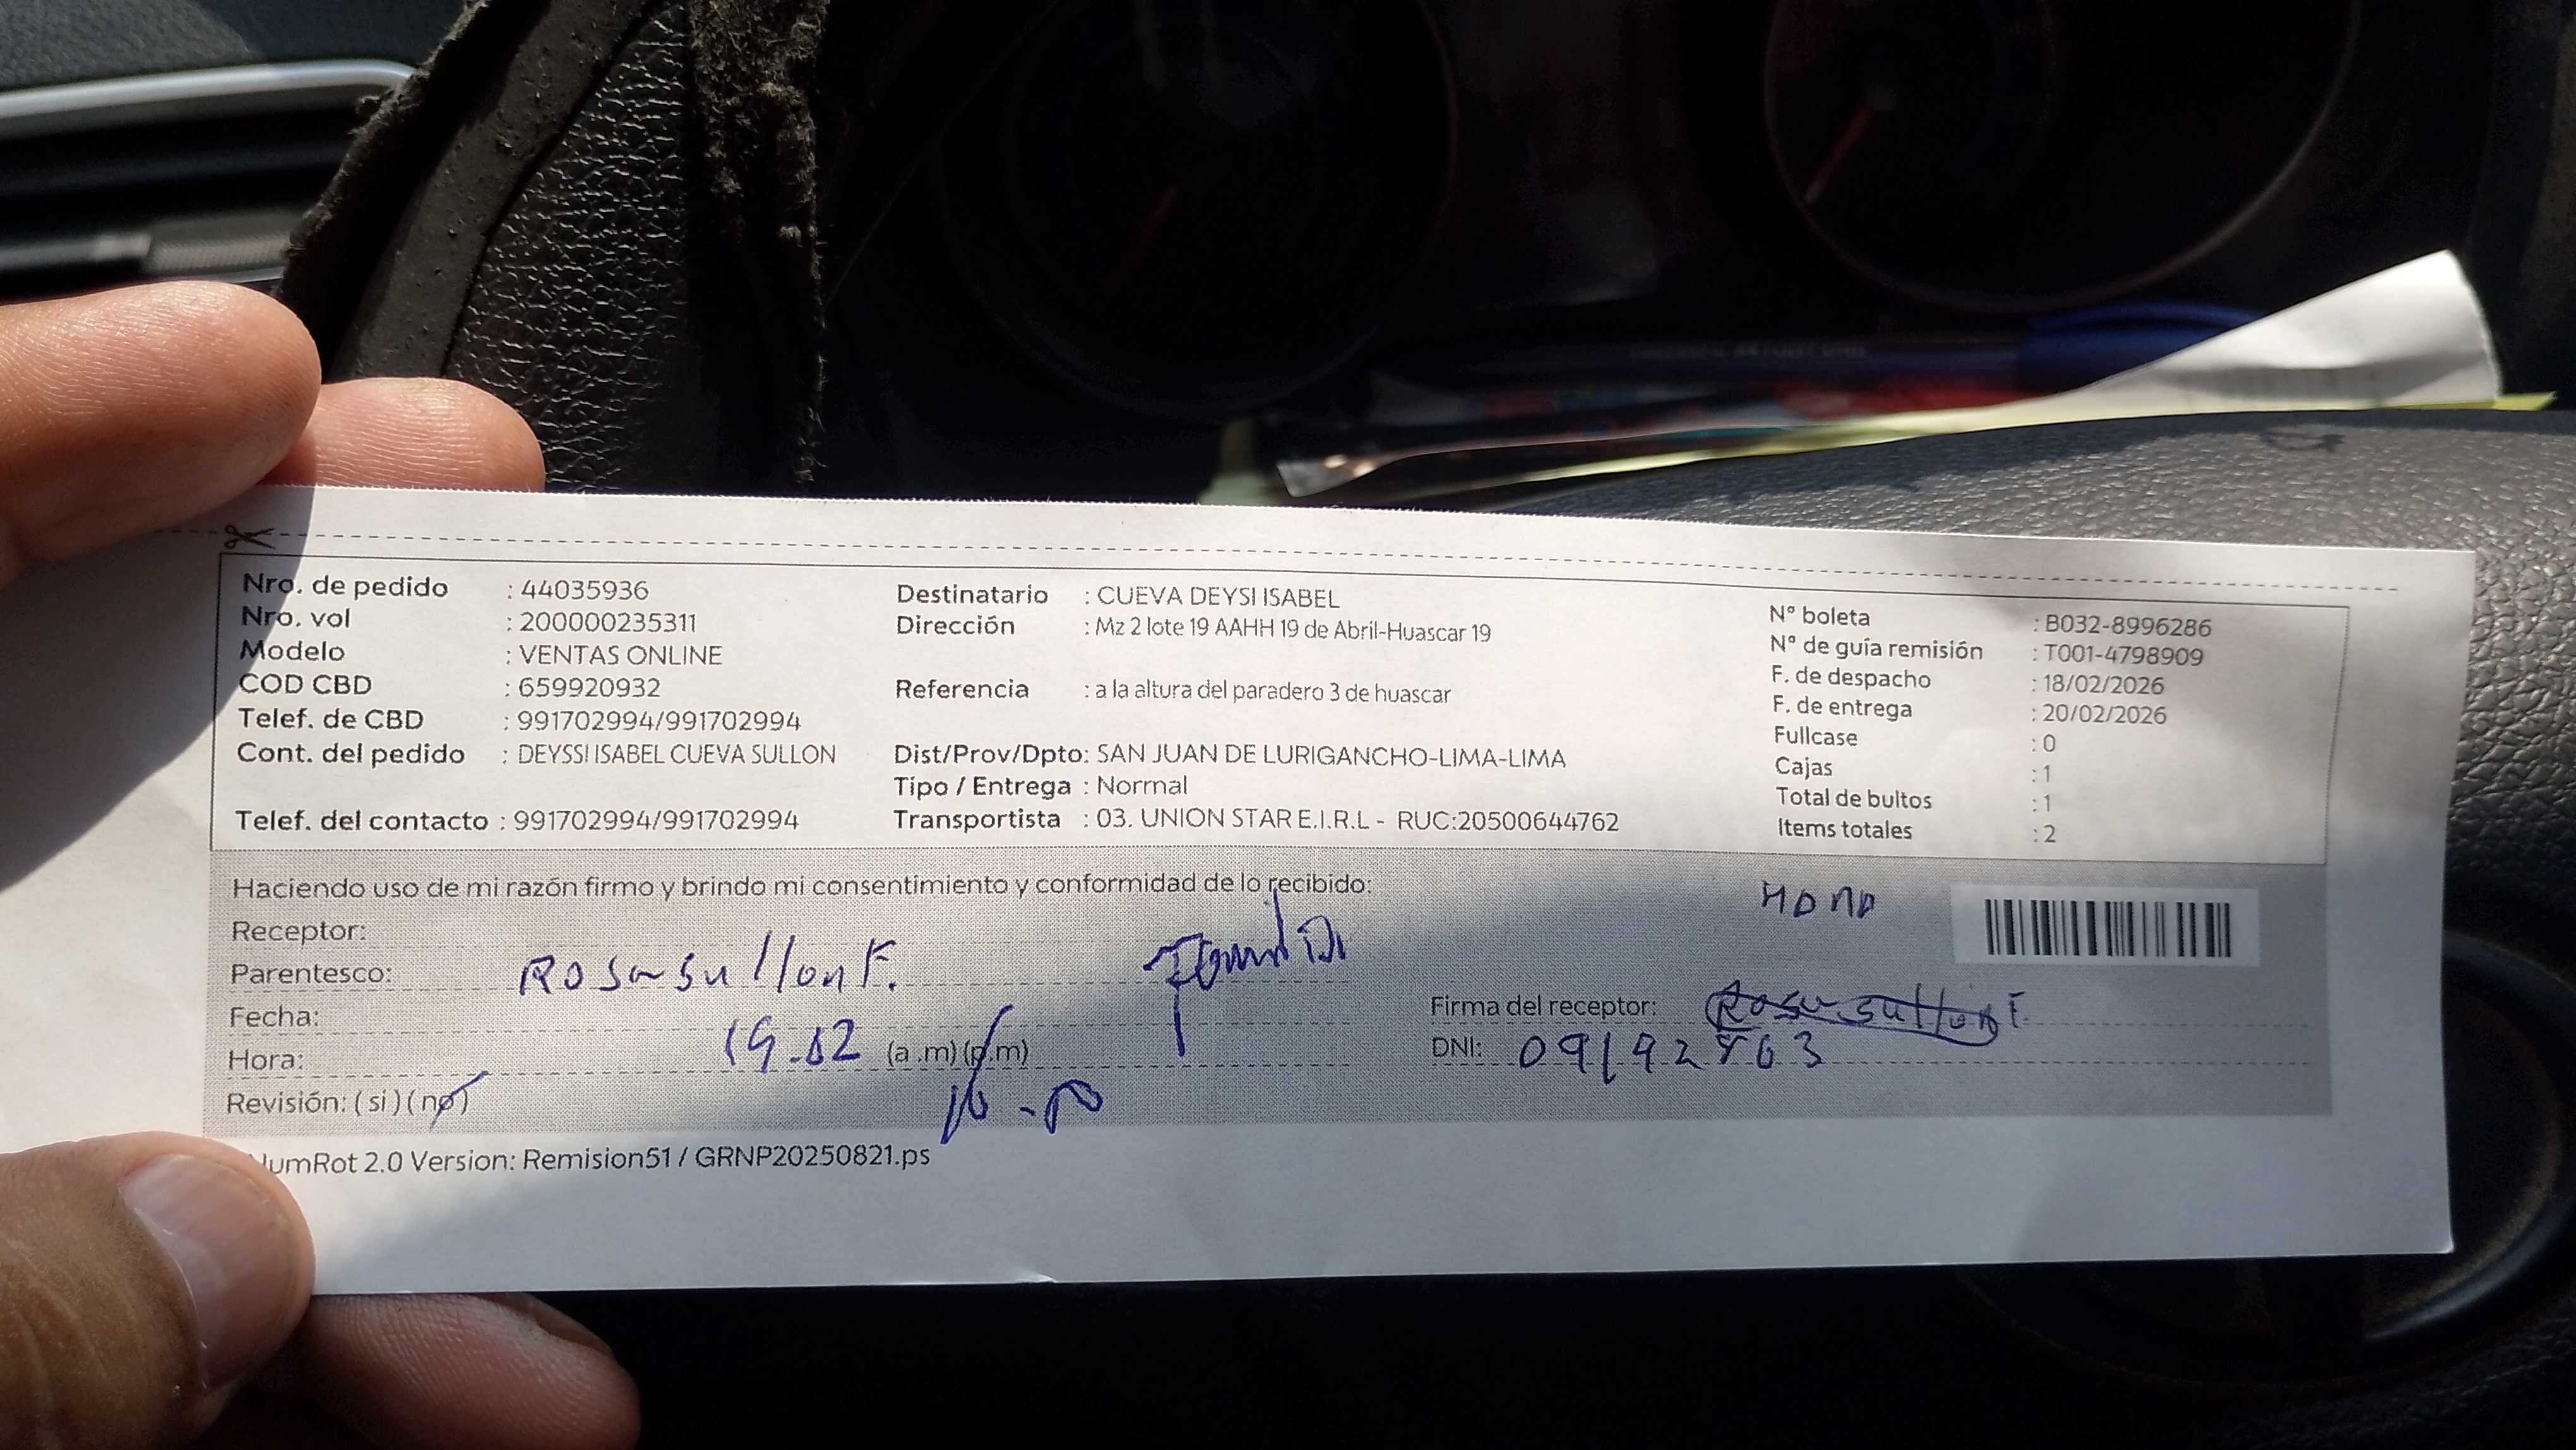 Nro. de pedido : 44035936
Nro. vol : 200000235311
Modelo : VENTAS ONLINE
COD CBD : 659920932
Telef. de CBD : 991702994/991702994
Cont. del pedido : DEYSSI ISABEL CUEVA SULLON
Telef. del contacto : 991702994/991702994
Destinatario : CUEVA DEYSI ISABEL
Dirección : Mz 2 lote 19 AAHH 19 de Abril-Huascar 19
Referencia : a la altura del paradero 3 de huascar
Dist/Prov/Dpto: SAN JUAN DE LURIGANCHO-LIMA-LIMA
Tipo / Entrega : Normal
Transportista : 03. UNION STAR E.I.R.L - RUC:20500644762
N° boleta : B032-8996286
N° de guía remisión : T001-4798909
F. de despacho : 18/02/2026
F. de entrega : 20/02/2026
Fullcase : 0
Cajas : 1
Total de bultos : 1
Items totales : 2
Haciendo uso de mi razón firmo y brindo mi consentimiento y conformidad de lo recibido:
Receptor:
Parentesco: Rosa sullon F.
Fecha:
Hora: 19-02 (a .m) (p.m)
Revisión: ( si ) ( no )
Firma del receptor: Rosa sullon F.
DNI:
NumRot 2.0 Version: Remision51 / GRNP20250821.ps